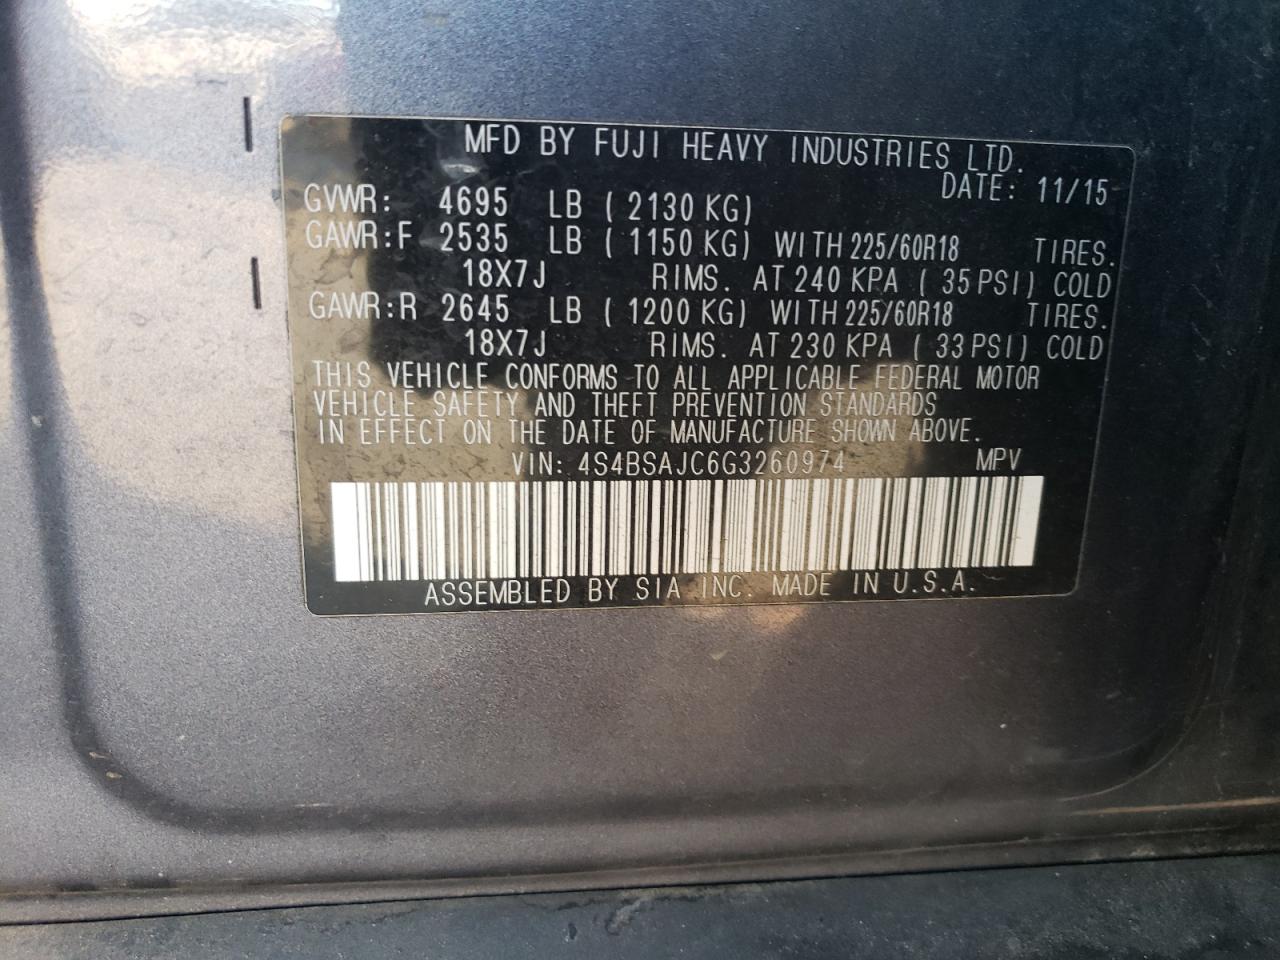 MFD BY FUJI HEAVY INDUSTRIES LTD.
DATE: 11/15
GVWR: 4695 LB ( 2130 KG)
GAWR:F 2535 LB ( 1150 KG) WITH 225/60R18 TIRES.
18X7J RIMS. AT 240 KPA ( 35 PSI) COLD
GAWR:R 2645 LB ( 1200 KG) WITH 225/60R18 TIRES.
18X7J RIMS. AT 230 KPA ( 33 PSI) COLD
THIS VEHICLE CONFORMS TO ALL APPLICABLE FEDERAL MOTOR
VEHICLE SAFETY AND THEFT PREVENTION STANDARDS
IN EFFECT ON THE DATE OF MANUFACTURE SHOWN ABOVE.
VIN: 4S4BSAJC6G3260974 MPV
ASSEMBLED BY SIA INC. MADE IN U.S.A.